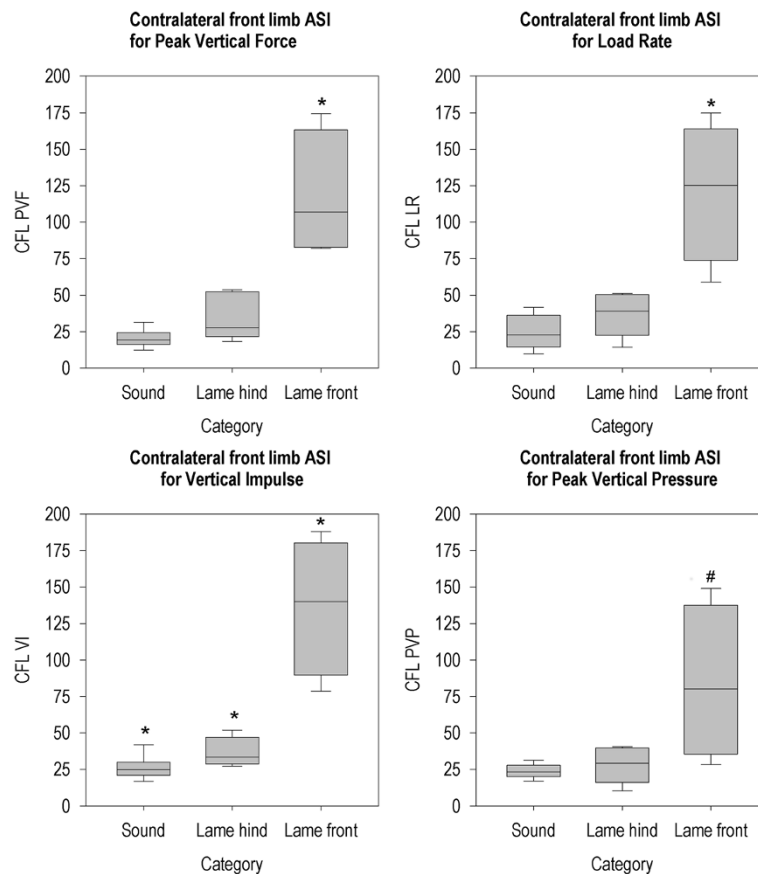 Contralateral front limb ASI
for Peak Vertical Force
CFL PVF
200
175
150
125
100
75
50
25
0
*
Sound Lame hind Lame front
Category
Contralateral front limb ASI
for Load Rate
CFL LR
200
175
150
125
100
75
50
25
0
*
Sound Lame hind Lame front
Category
Contralateral front limb ASI
for Vertical Impulse
CFL VI
200
175
150
125
100
75
50
25
0
* * *
Sound Lame hind Lame front
Category
Contralateral front limb ASI
for Peak Vertical Pressure
CFL PVP
200
175
150
125
100
75
50
25
0
#
Sound Lame hind Lame front
Category